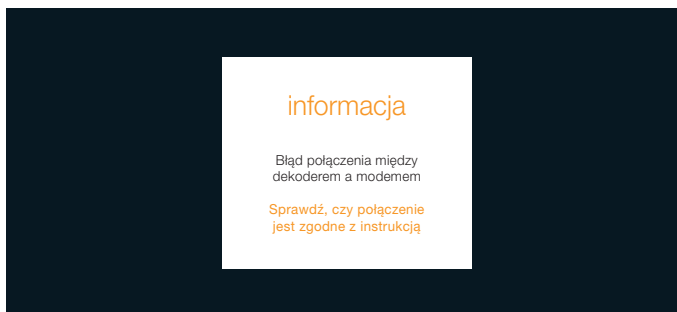 informacja
Błąd połączenia między
dekoderem a modemem
Sprawdź, czy połączenie
jest zgodne z instrukcją